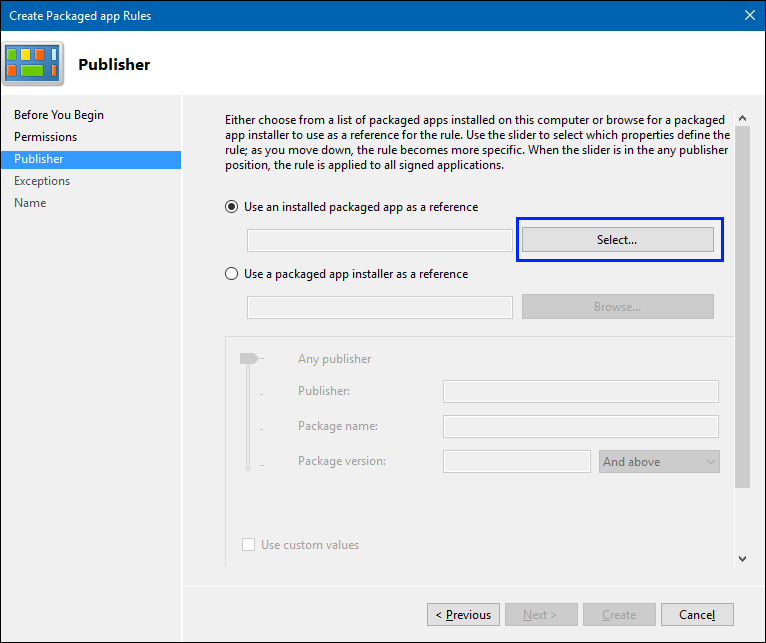 Create Packaged app Rules
Publisher
Before You Begin
Permissions
Publisher
Exceptions
Name
Either choose from a list of packaged apps installed on this computer or browse for a packaged
app installer to use as a reference for the rule. Use the slider to select which properties define the
rule; as you move down, the rule becomes more specific. When the slider is in the any publisher
position, the rule is applied to all signed applications.
Use an installed packaged app as a reference
Select...
Use a packaged app installer as a reference
Browse...
Any publisher
Publisher:
Package name:
Package version:
And above
Use custom values
< Previous
Next >
Create
Cancel